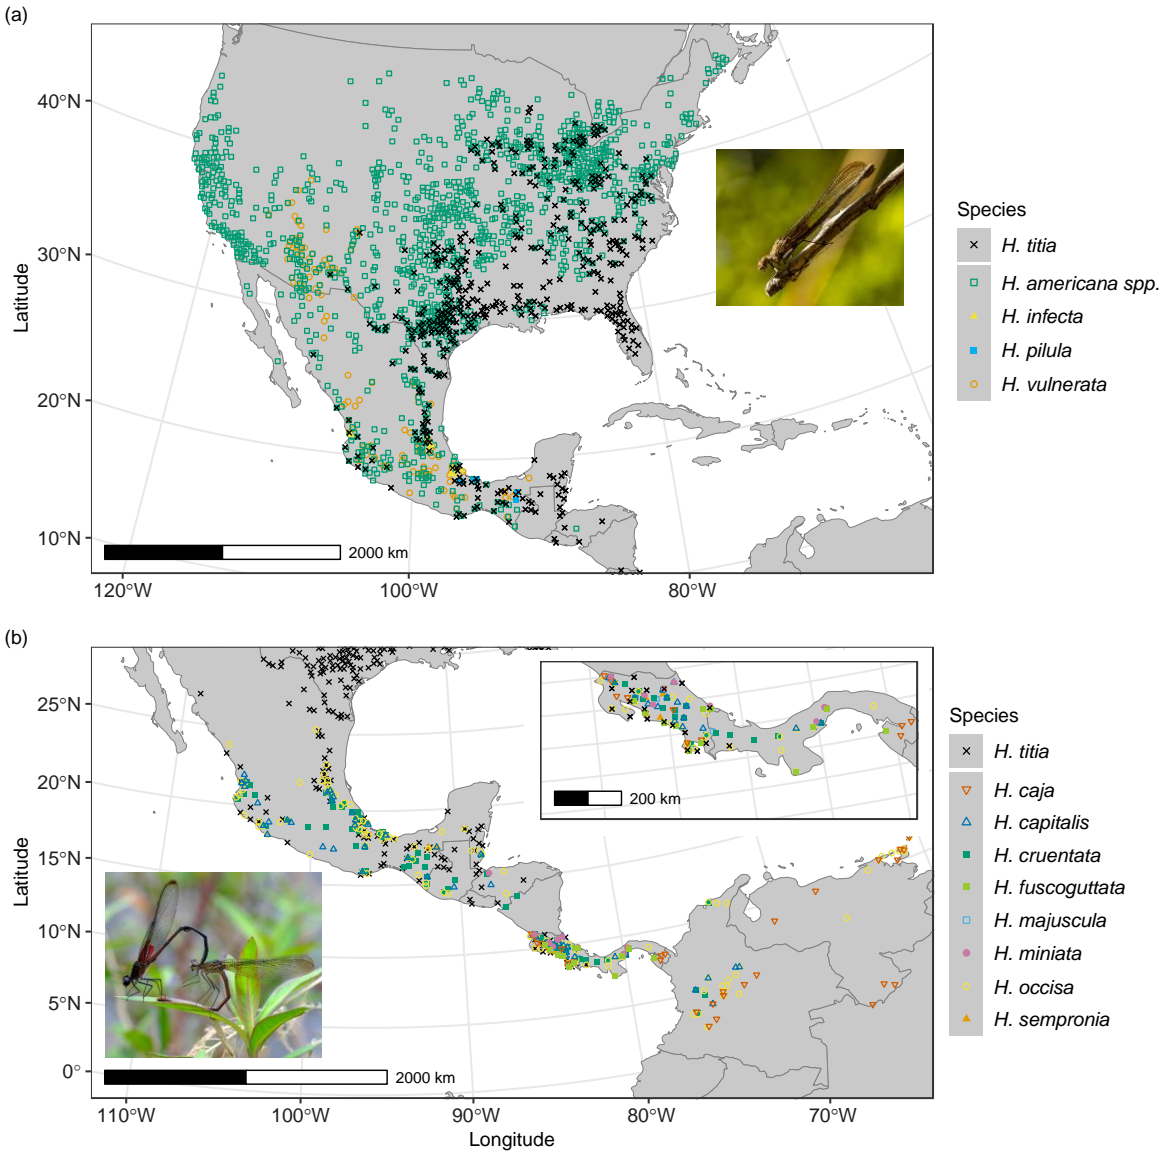 (a)
Latitude
40°N
30°N
20°N
10°N
2000 km
120°W
100°W
80°W
Species
H. titia
H. americana spp.
H. infecta
H. pilula
H. vulnerata
(b)
Latitude
25°N
20°N
15°N
10°N
5°N
0°
200 km
2000 km
110°W
100°W
90°W
80°W
70°W
Longitude
Species
H. titia
H. caja
H. capitalis
H. cruentata
H. fuscoguttata
H. majuscula
H. miniata
H. occisa
H. sempronia